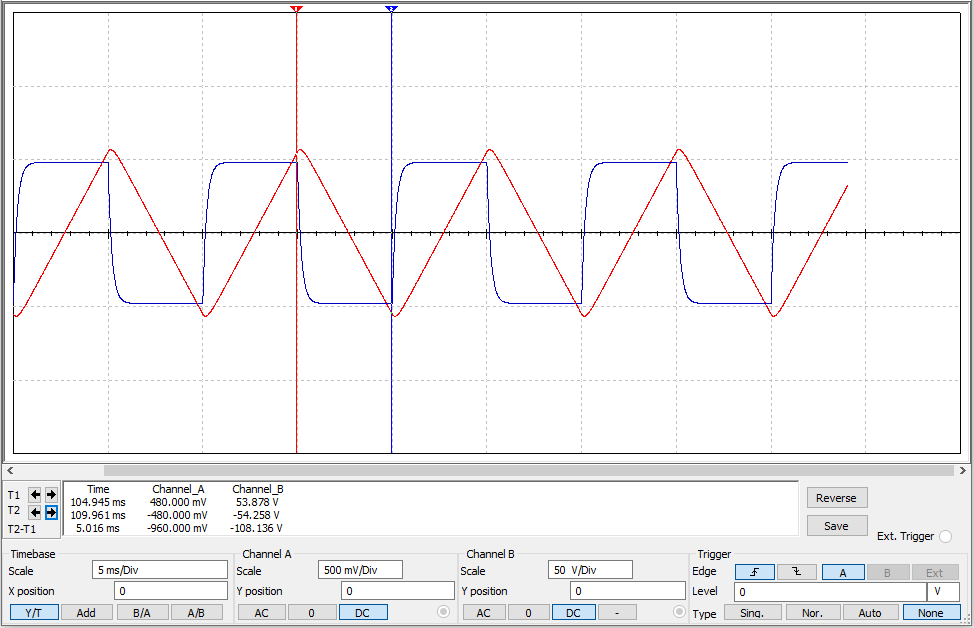 1 2
Time Channel_A Channel_B
T1 104.945 ms 480.000 mV 53.878 V
T2 109.961 ms -480.000 mV -54.258 V
T2-T1 5.016 ms -960.000 mV -108.136 V
Reverse
Save
Ext. Trigger
Timebase
Scale 5 ms/Div
X position 0
Y/T Add B/A A/B
Channel A
Scale 500 mV/Div
Y position 0
AC 0 DC
Channel B
Scale 50 V/Div
Y position 0
AC 0 DC -
Trigger
Edge A B Ext
Level 0 V
Type Sing. Nor. Auto None